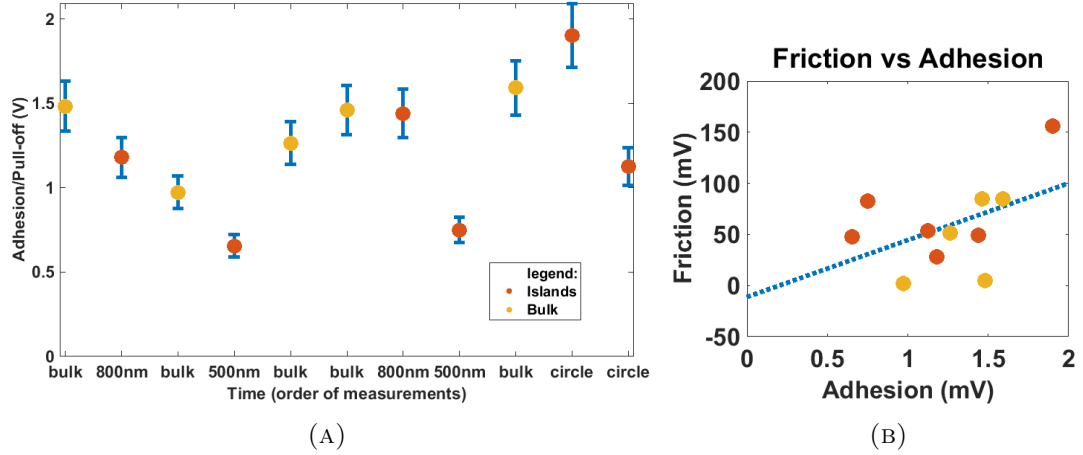 2
1.5
1
0.5
0
Adhesion/Pull-off (V)
legend:
Islands
Bulk
bulk 800nm bulk 500nm bulk bulk 800nm 500nm bulk circle circle
Time (order of measurements)
(A)
Friction vs Adhesion
200
150
100
50
0
-50
Friction (mV)
0 0.5 1 1.5 2
Adhesion (mV)
(B)